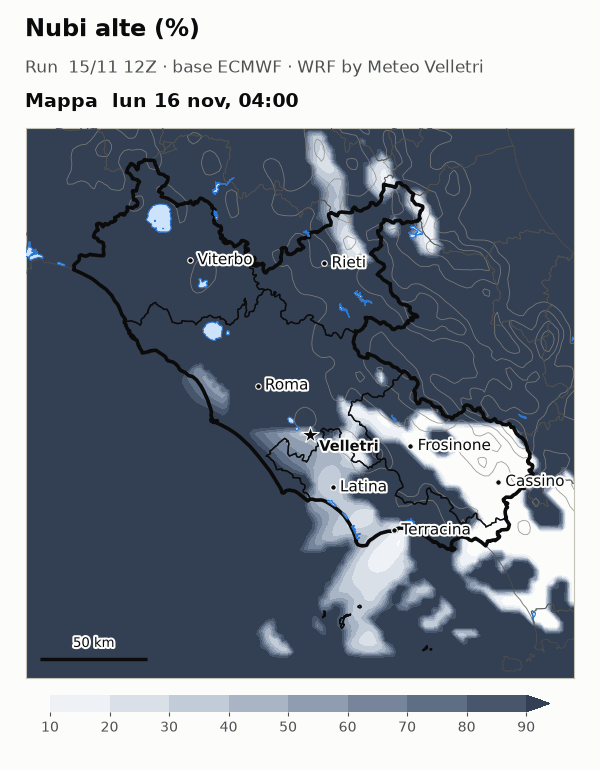 Nubi alte (%)
Run 15/11 12Z · base ECMWF · WRF by Meteo Velletri
Mappa lun 16 nov, 04:00
Viterbo
Rieti
Roma
Velletri
Frosinone
Cassino
Latina
Terracina
50 km
10 20 30 40 50 60 70 80 90